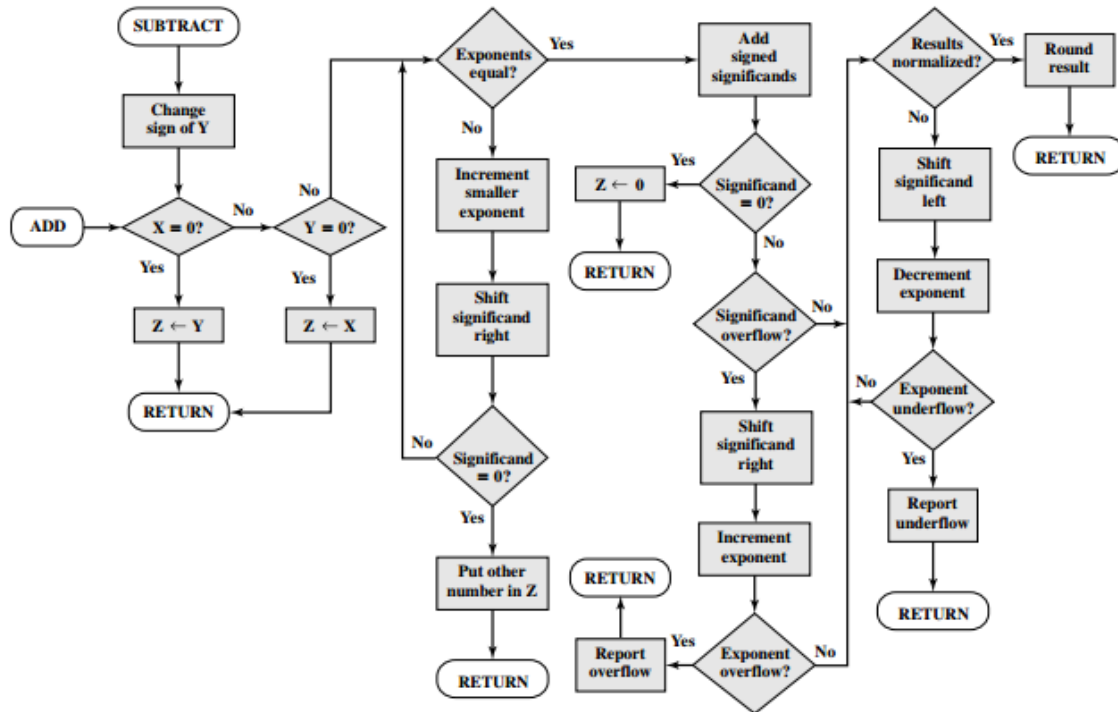 SUBTRACT
Change
sign of Y
ADD
X = 0?
No
Yes
Z ← Y
RETURN
No
Y = 0?
Yes
Z ← X
Exponents
equal?
Yes
No
Increment
smaller
exponent
Shift
significand
right
No
Significand
= 0?
Yes
Put other
number in Z
RETURN
Add
signed
significands
Yes
Significand
= 0?
Z ← 0
RETURN
No
Significand
overflow?
No
Yes
Shift
significand
right
Increment
exponent
Exponent
overflow?
Yes
No
Report
overflow
RETURN
Results
normalized?
Yes
Round
result
RETURN
No
Shift
significand
left
Decrement
exponent
No
Exponent
underflow?
Yes
Report
underflow
RETURN